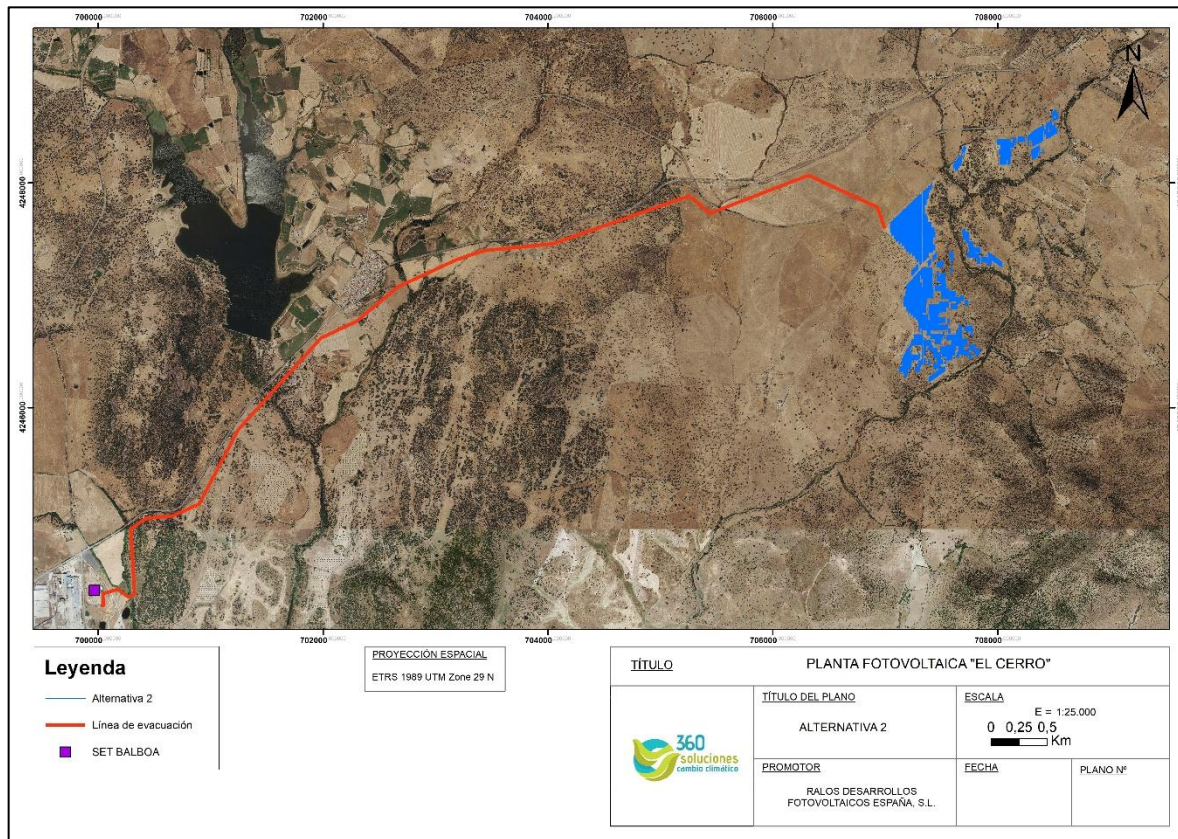 700000
702000
704000
706000
708000
N
4248000
4246000
700000
702000
704000
706000
708000
Leyenda
Alternativa 2
Línea de evacuación
SET BALBOA
PROYECCIÓN ESPACIAL
ETRS 1989 UTM Zone 29 N
TÍTULO
PLANTA FOTOVOLTAICA "EL CERRO"
360
soluciones
cambio climático
TÍTULO DEL PLANO
ALTERNATIVA 2
ESCALA
E = 1:25.000
0 0,25 0,5
Km
PROMOTOR
RALOS DESARROLLOS
FOTOVOLTAICOS ESPAÑA, S.L.
FECHA
PLANO Nº